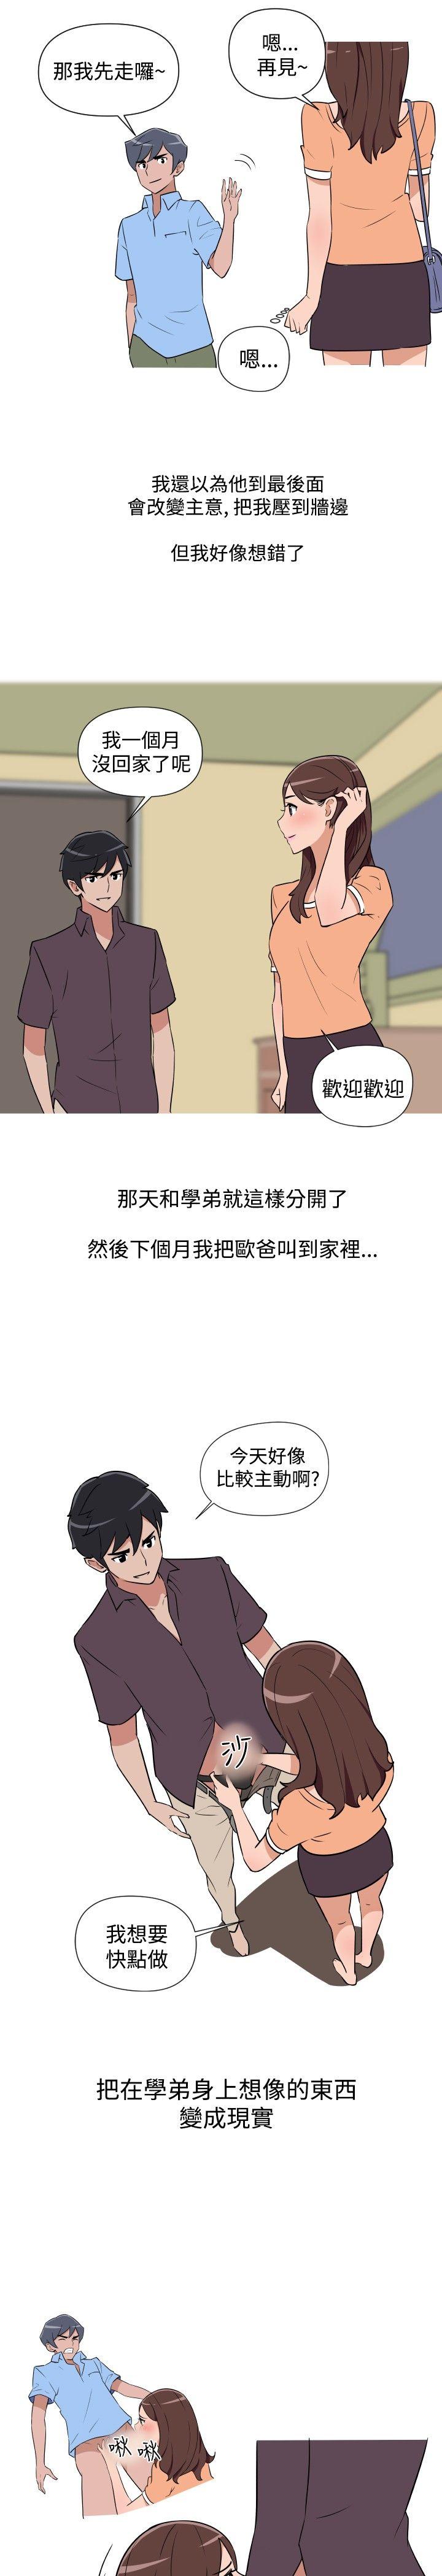 那我先走囉~
嗯...
再見~
嗯...
我還以為他到最後面
會改變主意,把我壓到牆邊
但我好像想錯了
我一個月
沒回家了呢
歡迎歡迎
那天和學弟就這樣分開了
然後下個月我把歐爸叫到家裡...
今天好像
比較主動啊?
沙
我想要
快點做
把在學弟身上想像的東西
變成現實
啾
啾